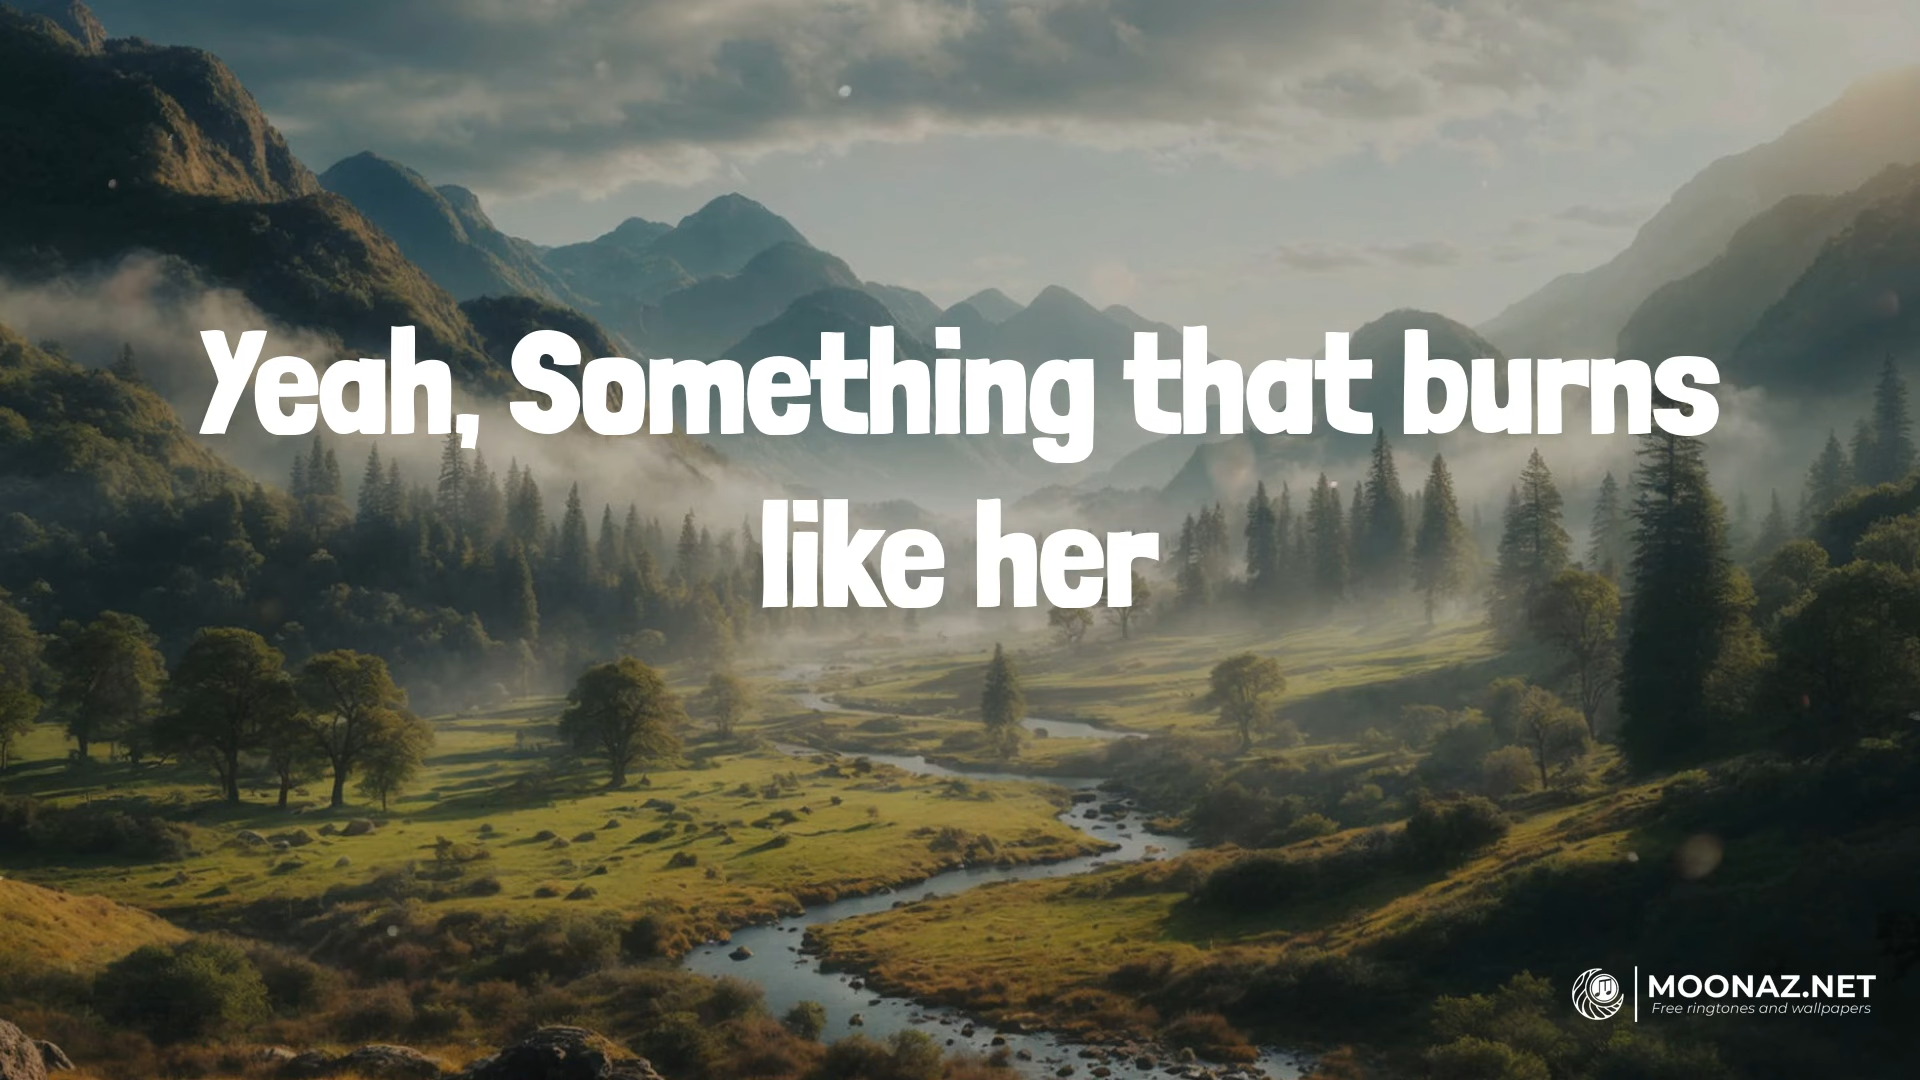 Yeah, Something that burns
like her
MOONAZ.NET
Free ringtones and wallpapers